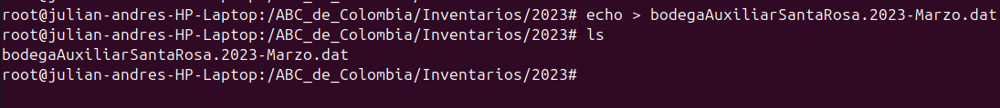 root@julian-andres-HP-Laptop:/ABC_de_Colombia/Inventarios/2023# echo > bodegaAuxiliarSantaRosa.2023-Marzo.dat
root@julian-andres-HP-Laptop:/ABC_de_Colombia/Inventarios/2023# ls
bodegaAuxiliarSantaRosa.2023-Marzo.dat
root@julian-andres-HP-Laptop:/ABC_de_Colombia/Inventarios/2023#